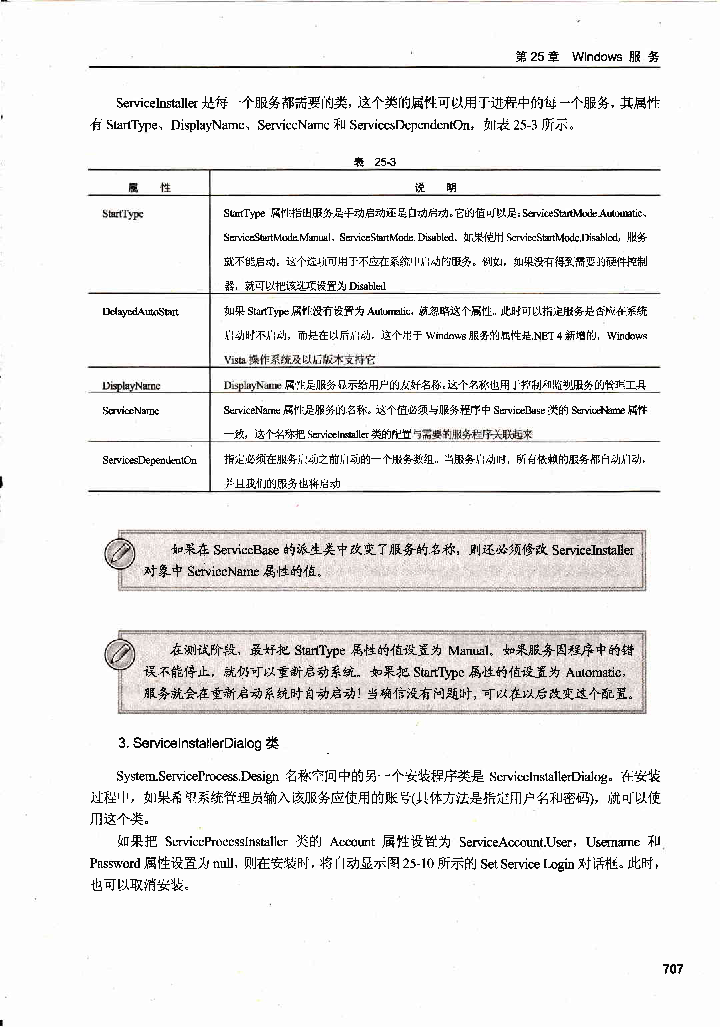 第25章 Windows 服 务
ServiceInstaller 是每一个服务都需要的类，这个类的属性可以用于进程中的每一个服务，其属性
有 StartType、DisplayName、ServiceName 和 ServicesDependentOn，如表 25-3 所示。
表 25-3
属 性
说 明
StartType
StartType 属性指出服务是手动启动还是自动启动。它的值可以是：ServiceStartMode.Automatic、
ServiceStartMode.Manual、ServiceStartMode. Disabled。如果使用 ServiceStartMode.Disabled，服务
就不能启动。这个选项可用于不应在系统中启动的服务。例如，如果没有得到需要的硬件控制
器，就可以把该选项设置为 Disabled
DelayedAutoStart
如果 StartType 属性没有设置为 Automatic，就忽略这个属性。此时可以指定服务是否应在系统
启动时不启动，而是在以后启动。这个用于 Windows 服务的属性是.NET 4 新增的，Windows
Vista 操作系统及以后版本支持它
DisplayName
DisplayName 属性是服务显示给用户的友好名称。这个名称也用于控制和监视服务的管理工具
ServiceName
ServiceName 属性是服务的名称。这个值必须与服务程序中 ServiceBase 类的 ServiceName 属性
一致，这个名称把 ServiceInstaller 类的配置与需要的服务程序关联起来
ServicesDependentOn
指定必须在服务启动之前启动的一个服务数组。当服务启动时，所有依赖的服务都自动启动，
并且我们的服务也将启动
如果在 ServiceBase 的派生类中改变了服务的名称，则还必须修改 ServiceInstaller
对象中 ServiceName 属性的值。
在测试阶段，最好把 StartType 属性的值设置为 Manual。如果服务因程序中的错
误不能停止，就仍可以重新启动系统。如果把 StartType 属性的值设置为 Automatic，
服务就会在重新启动系统时自动启动！当确信没有问题时，可以在以后改变这个配置。
3. ServiceInstallerDialog 类
System.ServiceProcess.Design 名称空间中的另一个安装程序类是 ServiceInstallerDialog。在安装
过程中，如果希望系统管理员输入该服务应使用的账号(具体方法是指定用户名和密码)，就可以使
用这个类。
如果把 ServiceProcessInstaller 类的 Account 属性设置为 ServiceAccount.User，Username 和
Password 属性设置为 null，则在安装时，将自动显示图 25-10 所示的 Set Service Login 对话框。此时，
也可以取消安装。
707